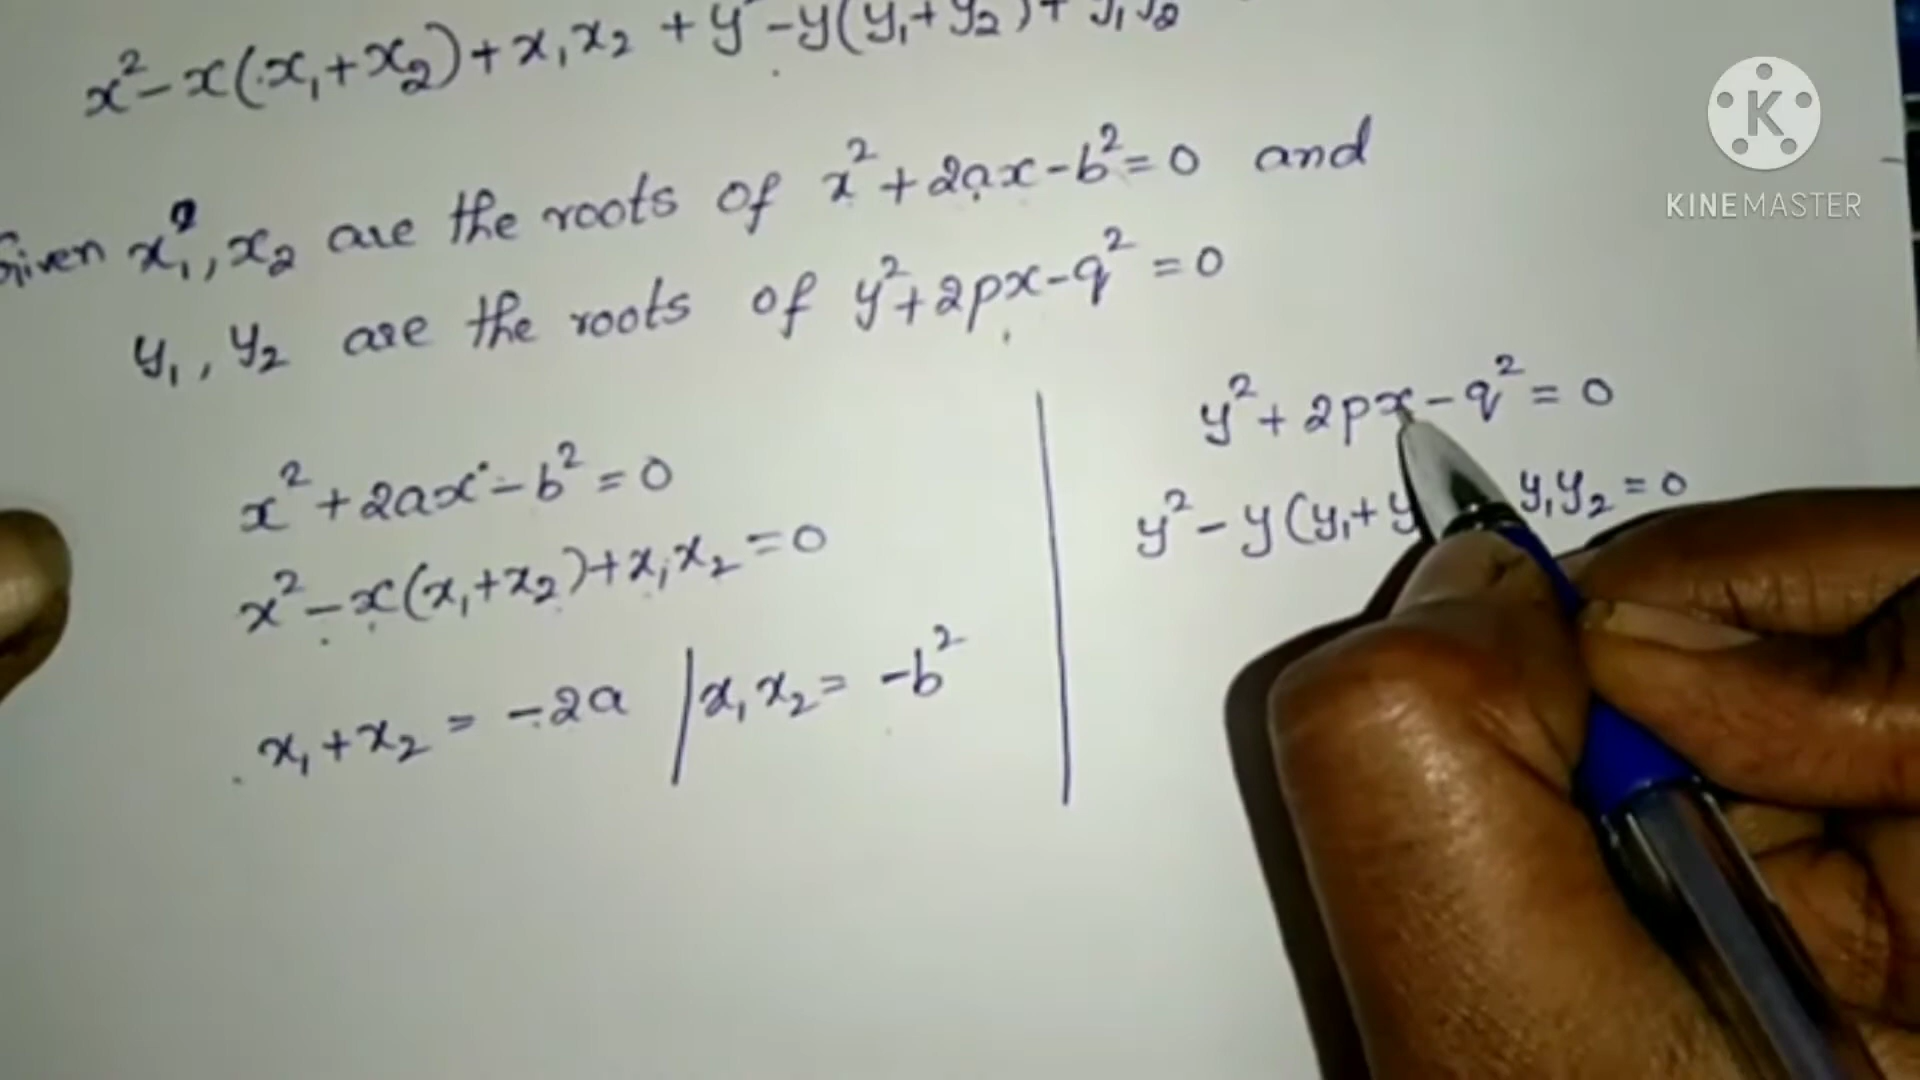 x² - x(x₁+x₂) + x₁x₂ + y² - y(y₁+y₂) + y₁y₂
Given x₁, x₂ are the roots of x² + 2ax - b² = 0 and
y₁, y₂ are the roots of y² + 2px - q² = 0
x² + 2ax - b² = 0
x² - x(x₁+x₂) + x₁x₂ = 0
x₁ + x₂ = -2a | x₁x₂ = -b²
y² + 2px - q² = 0
y² - y(y₁+y y₁y₂ = 0
KINEMASTER